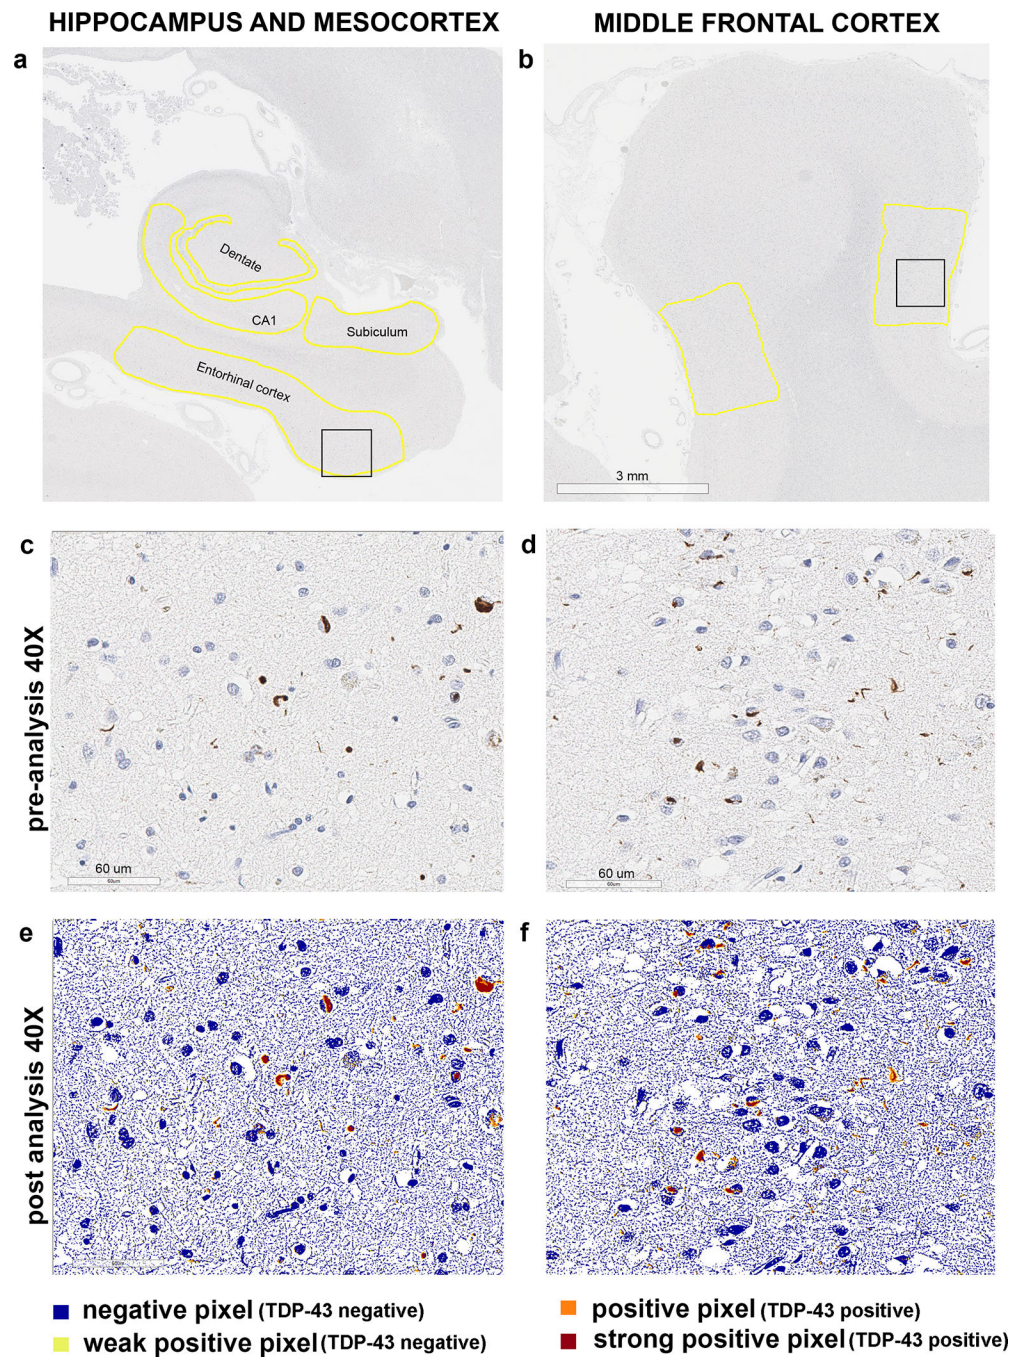 HIPPOCAMPUS AND MESOCORTEX
MIDDLE FRONTAL CORTEX
a
b
Dentate
CA1
Subiculum
Entorhinal cortex
3 mm
c
d
pre-analysis 40X
60 um
60um
60 um
60um
e
f
post analysis 40X
negative pixel (TDP-43 negative)
positive pixel (TDP-43 positive)
weak positive pixel (TDP-43 negative)
strong positive pixel (TDP-43 positive)